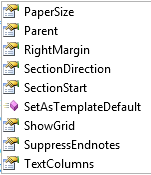 PaperSize
Parent
RightMargin
SectionDirection
SectionStart
SetAsTemplateDefault
ShowGrid
SuppressEndnotes
TextColumns